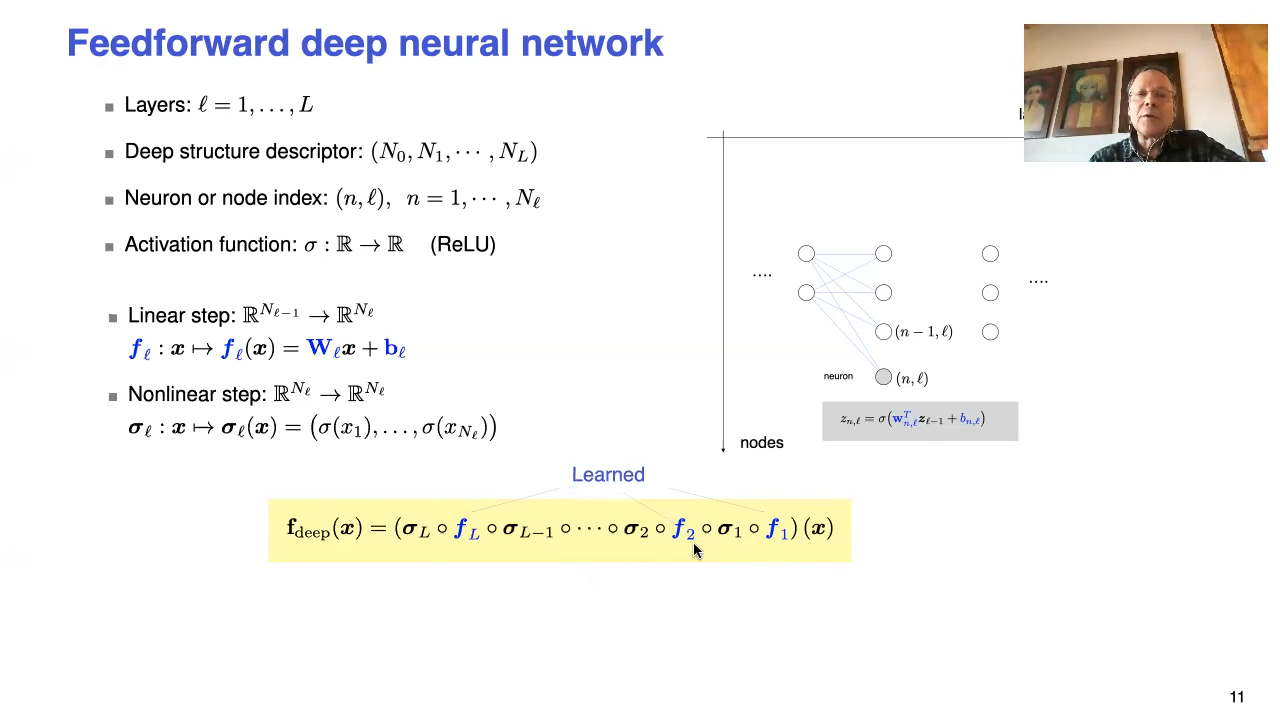 Feedforward deep neural network
Layers: ℓ = 1, . . . , L
Deep structure descriptor: (N₀, N₁, ··· , N_L)
Neuron or node index: (n, ℓ), n = 1, ··· , N_ℓ
Activation function: σ : ℝ → ℝ (ReLU)
Linear step: ℝ^{N_{ℓ−1}} → ℝ^{N_ℓ}
f_ℓ : x ↦ f_ℓ(x) = W_ℓ x + b_ℓ
Nonlinear step: ℝ^{N_ℓ} → ℝ^{N_ℓ}
σ_ℓ : x ↦ σ_ℓ(x) = (σ(x₁), . . . , σ(x_{N_ℓ}))
....
....
(n − 1, ℓ)
neuron
(n, ℓ)
z_{n,ℓ} = σ(w^T_{n,ℓ} z_{ℓ−1} + b_{n,ℓ})
nodes
Learned
f_deep(x) = (σ_L ∘ f_L ∘ σ_{L−1} ∘ ··· ∘ σ₂ ∘ f₂ ∘ σ₁ ∘ f₁) (x)
11